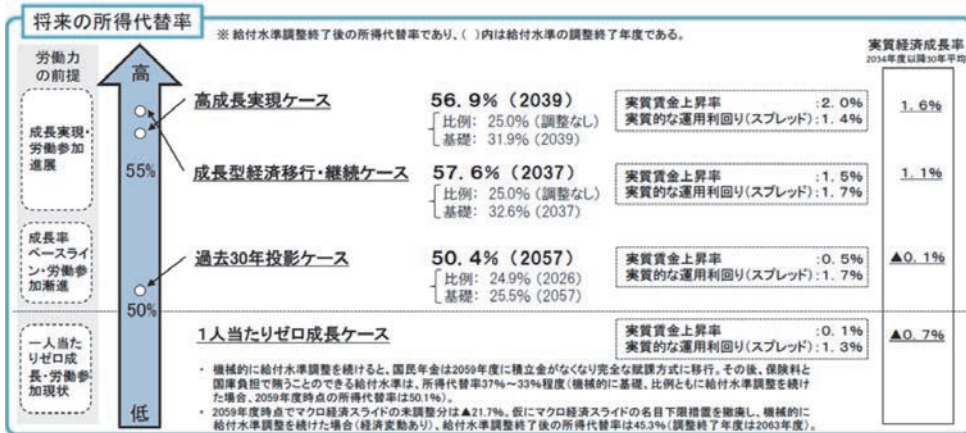 将来の所得代替率
※ 給付水準調整終了後の所得代替率であり、( )内は給付水準の調整終了年度である。
労働力
の前提
高
実質経済成長率
2034年度以降30年平均
成長実現・
労働参加
進展
55%
高成長実現ケース
56.9%(2039)
比例: 25.0%(調整なし)
基礎: 31.9%(2039)
実質賃金上昇率 :2.0%
実質的な運用利回り(スプレッド):1.4%
1.6%
成長型経済移行・継続ケース
57.6%(2037)
比例: 25.0%(調整なし)
基礎: 32.6%(2037)
実質賃金上昇率 :1.5%
実質的な運用利回り(スプレッド):1.7%
1.1%
成長率
ベースライ
ン・労働参
加漸進
50%
過去30年投影ケース
50.4%(2057)
比例: 24.9%(2026)
基礎: 25.5%(2057)
実質賃金上昇率 :0.5%
実質的な運用利回り(スプレッド):1.7%
▲0.1%
一人当た
りゼロ成
長・労働参
加現状
低
1人当たりゼロ成長ケース
実質賃金上昇率 :0.1%
実質的な運用利回り(スプレッド):1.3%
▲0.7%
・ 機械的に給付水準調整を続けると、国民年金は2059年度に積立金がなくなり完全な賦課方式に移行。その後、保険料と
国庫負担で賄うことのできる給付水準は、所得代替率37%~33%程度(機械的に基礎、比例ともに給付水準調整を続け
た場合、2059年度時点の所得代替率は50.1%)。
・ 2059年度時点でマクロ経済スライドの未調整分は▲21.7%。仮にマクロ経済スライドの名目下限措置を撤廃し、機械的に
給付水準調整を続けた場合(経済変動あり)、給付水準調整終了後の所得代替率は45.3%(調整終了年度は2063年度)。